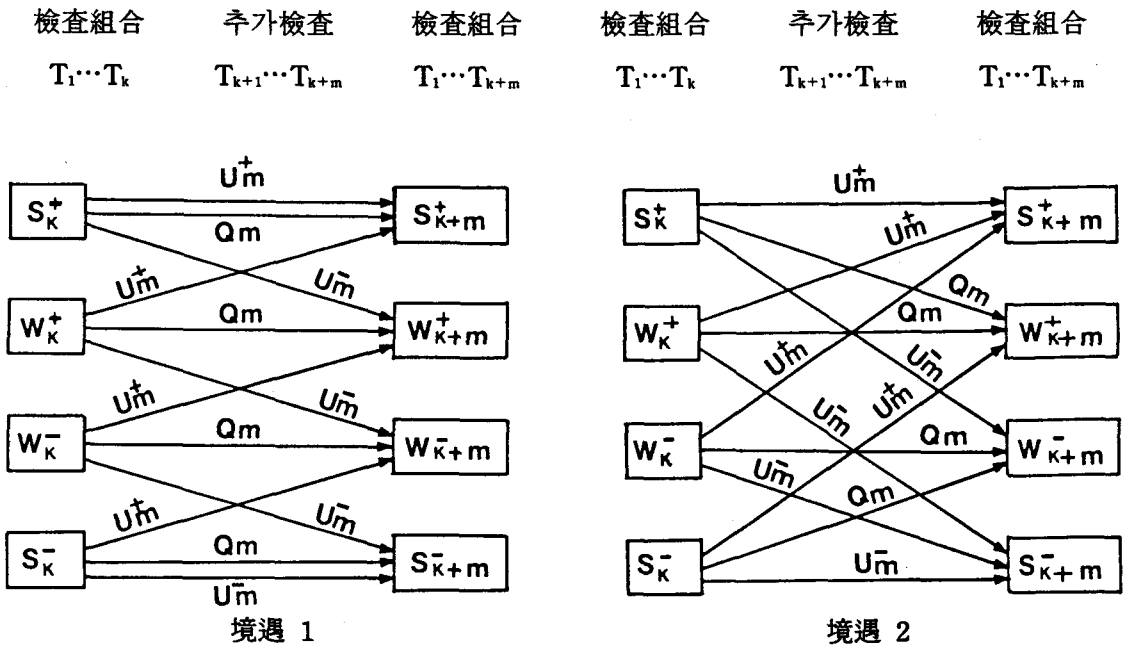 檢査組合 추가檢査 檢査組合 檢査組合 추가檢査 檢査組合
T₁⋯Tₖ Tₖ₊₁⋯Tₖ₊ₘ T₁⋯Tₖ₊ₘ T₁⋯Tₖ Tₖ₊₁⋯Tₖ₊ₘ T₁⋯Tₖ₊ₘ
S⁺K
U⁺m
Qm
U⁻m
S⁺K+m
W⁺K
U⁺m
Qm
U⁻m
W⁺K+m
W⁻K
U⁺m
Qm
U⁻m
W⁻K+m
S⁻K
U⁺m
Qm
U⁻m
S⁻K+m
境遇 1
S⁺K
U⁺m
Qm
U⁻m
S⁺K+m
W⁺K
U⁺m
Qm
U⁻m
W⁺K+m
W⁻K
U⁺m
Qm
U⁻m
W⁻K+m
S⁻K
U⁺m
Qm
U⁻m
S⁻K+m
境遇 2